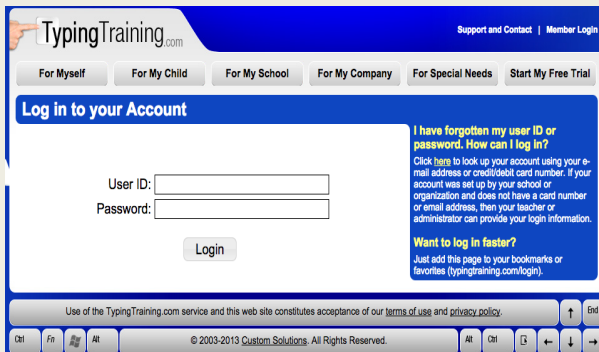 TypingTraining.com
Support and Contact | Member Login
For Myself
For My Child
For My School
For My Company
For Special Needs
Start My Free Trial
Log in to your Account
User ID:
Password:
Login
I have forgotten my user ID or
password. How can I log in?
Click here to look up your account using your e-
mail address or credit/debit card number. If your
account was set up by your school or
organization and does not have a card number
or email address, then your teacher or
administrator can provide your login information.
Want to log in faster?
Just add this page to your bookmarks or
favorites (typingtraining.com/login).
Use of the TypingTraining.com service and this web site constitutes acceptance of our terms of use and privacy policy.
↑
End
Ctrl
Fn
Alt
© 2003-2013 Custom Solutions. All Rights Reserved.
Alt
Ctrl
←
↓
→